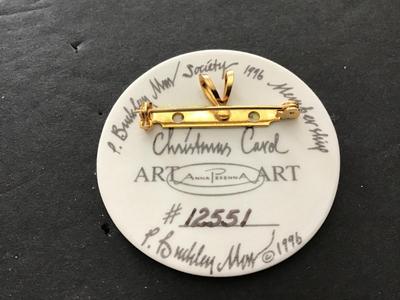 P. Buckley Moss Society 1996 Membership
Christmas Carol
ART ANNA PERENNA ART
# 12551
P. Buckley Moss © 1996